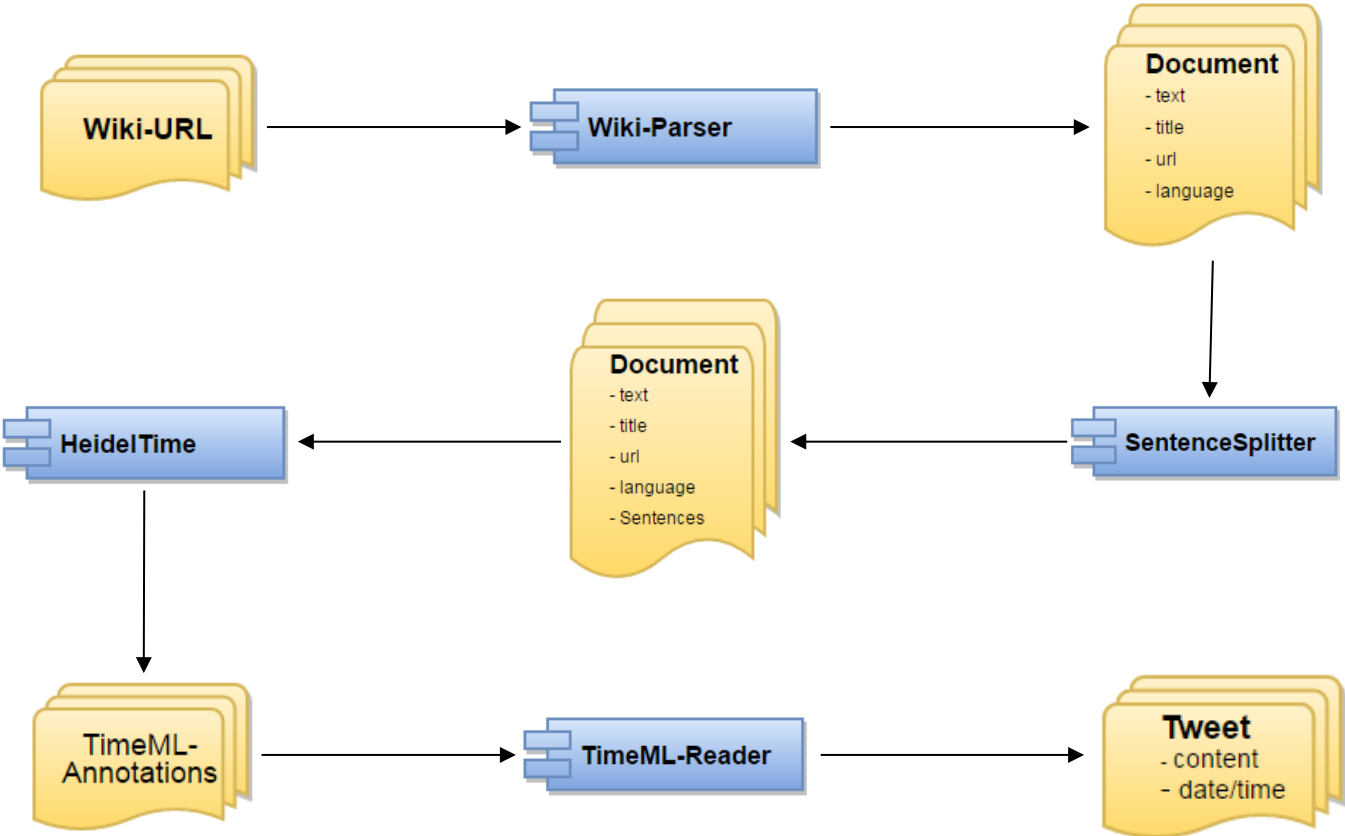 Wiki-URL
Wiki-Parser
Document
- text
- title
- url
- language
SentenceSplitter
Document
- text
- title
- url
- language
- Sentences
HeidelTime
TimeML-
Annotations
TimeML-Reader
Tweet
- content
- date/time